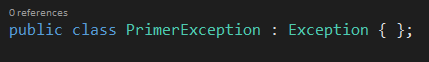 0 references
public class PrimerException : Exception { };